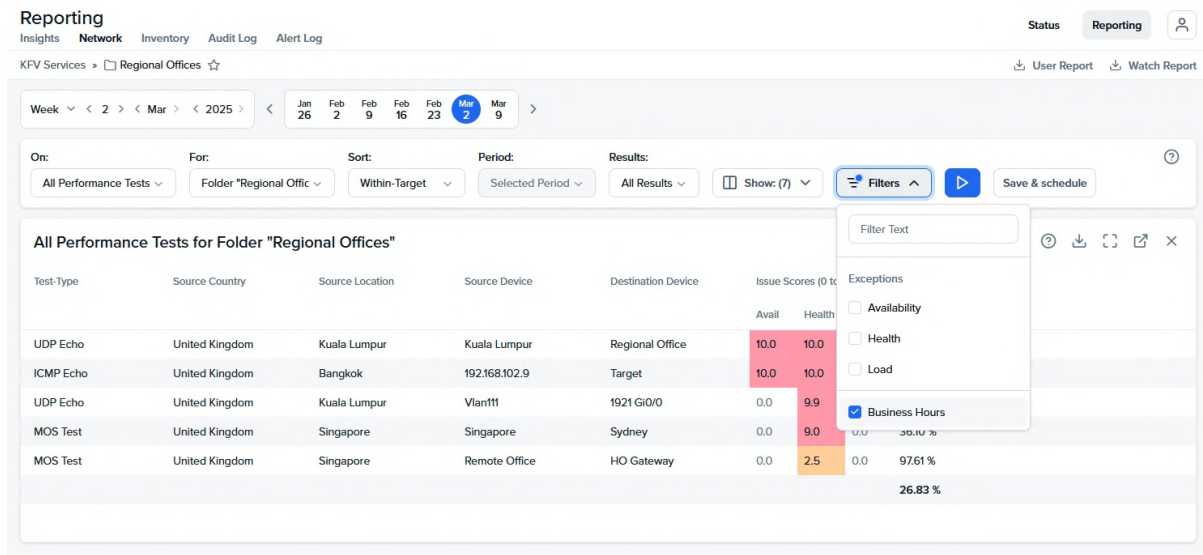 Reporting
Status Reporting
Insights Network Inventory Audit Log Alert Log
KFV Services » Regional Offices
User Report Watch Report
Week < 2 > < Mar > < 2025 >
Jan 26 Feb 2 Feb 9 Feb 16 Feb 23 Mar 2 Mar 9
On: For: Sort: Period: Results:
All Performance Tests Folder "Regional Offic Within-Target Selected Period All Results Show: (7) Filters Save & schedule
Filter Text
Exceptions
Availability
Health
Load
Business Hours
All Performance Tests for Folder "Regional Offices"
Test-Type Source Country Source Location Source Device Destination Device Issue Scores (0 to
Avail Health
UDP Echo United Kingdom Kuala Lumpur Kuala Lumpur Regional Office 10.0 10.0
ICMP Echo United Kingdom Bangkok 192.168.102.9 Target 10.0 10.0
UDP Echo United Kingdom Kuala Lumpur Vlan111 1921 Gi0/0 0.0 9.9
MOS Test United Kingdom Singapore Singapore Sydney 0.0 9.0 0.0 36.10 %
MOS Test United Kingdom Singapore Remote Office HO Gateway 0.0 2.5 0.0 97.61 %
26.83 %